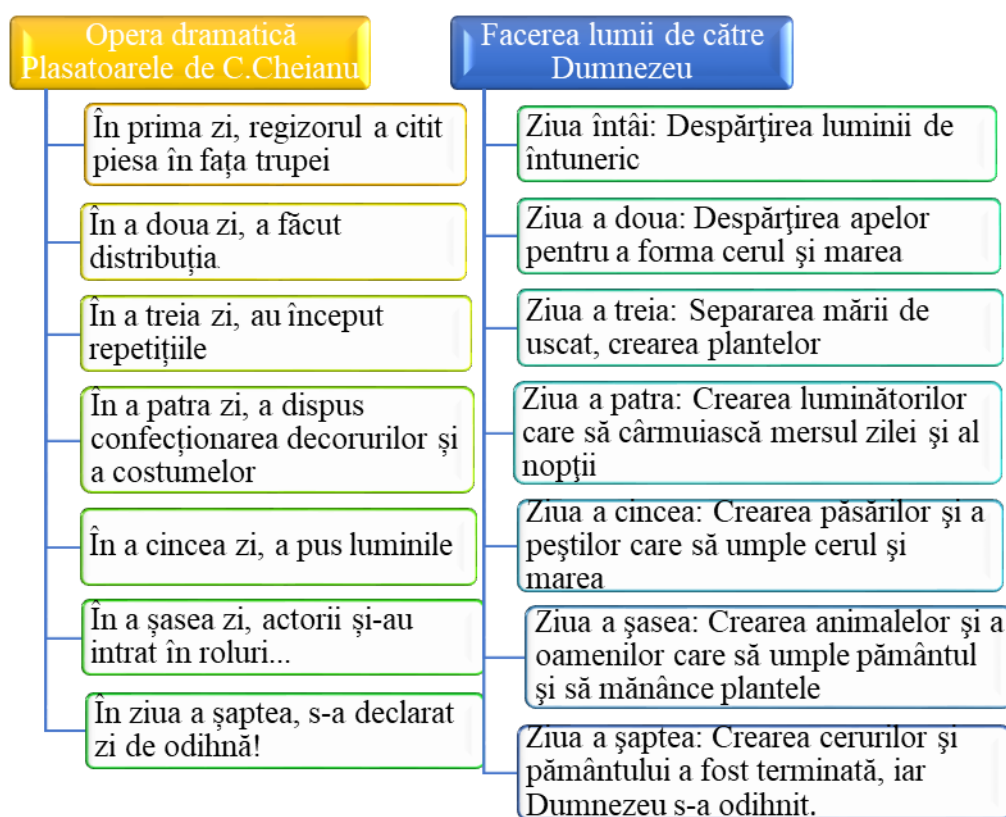 Opera dramatică
Plasatoarele de C.Cheianu
În prima zi, regizorul a citit
piesa în fața trupei
În a doua zi, a făcut
distribuția.
În a treia zi, au început
repetițiile
În a patra zi, a dispus
confecționarea decorurilor și
a costumelor
În a cincea zi, a pus luminile
În a șasea zi, actorii și-au
intrat în roluri...
În ziua a șaptea, s-a declarat
zi de odihnă!
Facerea lumii de către
Dumnezeu
Ziua întâi: Despărţirea luminii de
întuneric
Ziua a doua: Despărţirea apelor
pentru a forma cerul şi marea
Ziua a treia: Separarea mării de
uscat, crearea plantelor
Ziua a patra: Crearea luminătorilor
care să cârmuiască mersul zilei şi al
nopţii
Ziua a cincea: Crearea păsărilor şi a
peştilor care să umple cerul şi
marea
Ziua a şasea: Crearea animalelor şi a
oamenilor care să umple pământul
şi să mănânce plantele
Ziua a şaptea: Crearea cerurilor şi
pământului a fost terminată, iar
Dumnezeu s-a odihnit.